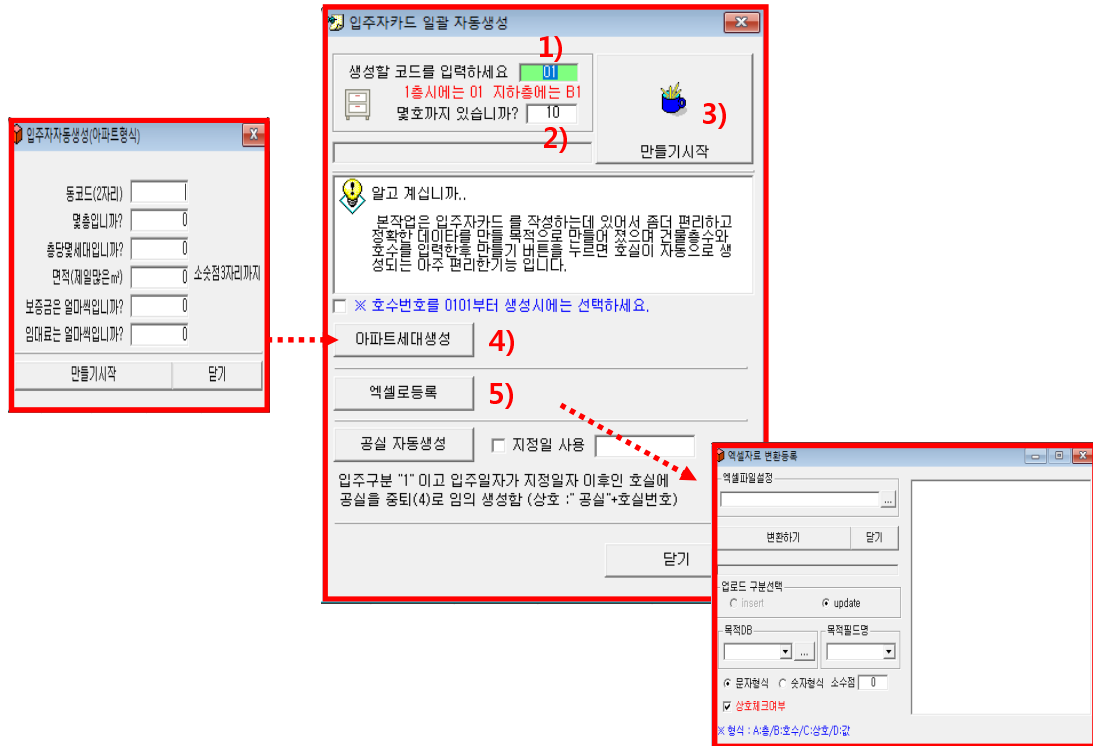 입주자카드 일괄 자동생성
1)
생성할 코드를 입력하세요 01
1층시에는 01 지하층에는 B1
몇호까지 있습니까? 10
2)
3)
만들기시작
알고 계십니까..
본작업은 입주자카드 를 작성하는데 있어서 좀더 편리하고
정확한 데이타를 만들 목적으로 만들어 졌으며 건물층수와
호수를 입력한후 만들기 버튼을 누르면 호실이 자동으로 생
성되는 아주 편리한기능 입니다.
※ 호수번호를 0101부터 생성시에는 선택하세요.
아파트세대생성
4)
엑셀로등록
5)
공실 자동생성
지정일 사용
입주구분 "1" 이고 입주일자가 지정일자 이후인 호실에
공실을 중퇴(4)로 임의 생성함 (상호 :" 공실"+호실번호)
닫기
입주자자동생성(아파트형식)
동코드(2자리)
몇층입니까? 0
층당몇세대입니까? 0
면적(제일많은㎡) 0 소숫점3자리까지
보증금은 얼마씩입니까? 0
임대료는 얼마씩입니까? 0
만들기시작
닫기
엑셀자료 변환등록
엑셀파일설정
...
변환하기
닫기
업로드 구분선택
insert
update
목적DB
목적필드명
...
문자형식
숫자형식
소수점 0
상호체크여부
※ 형식 : A:층/B:호수/C:상호/D:값